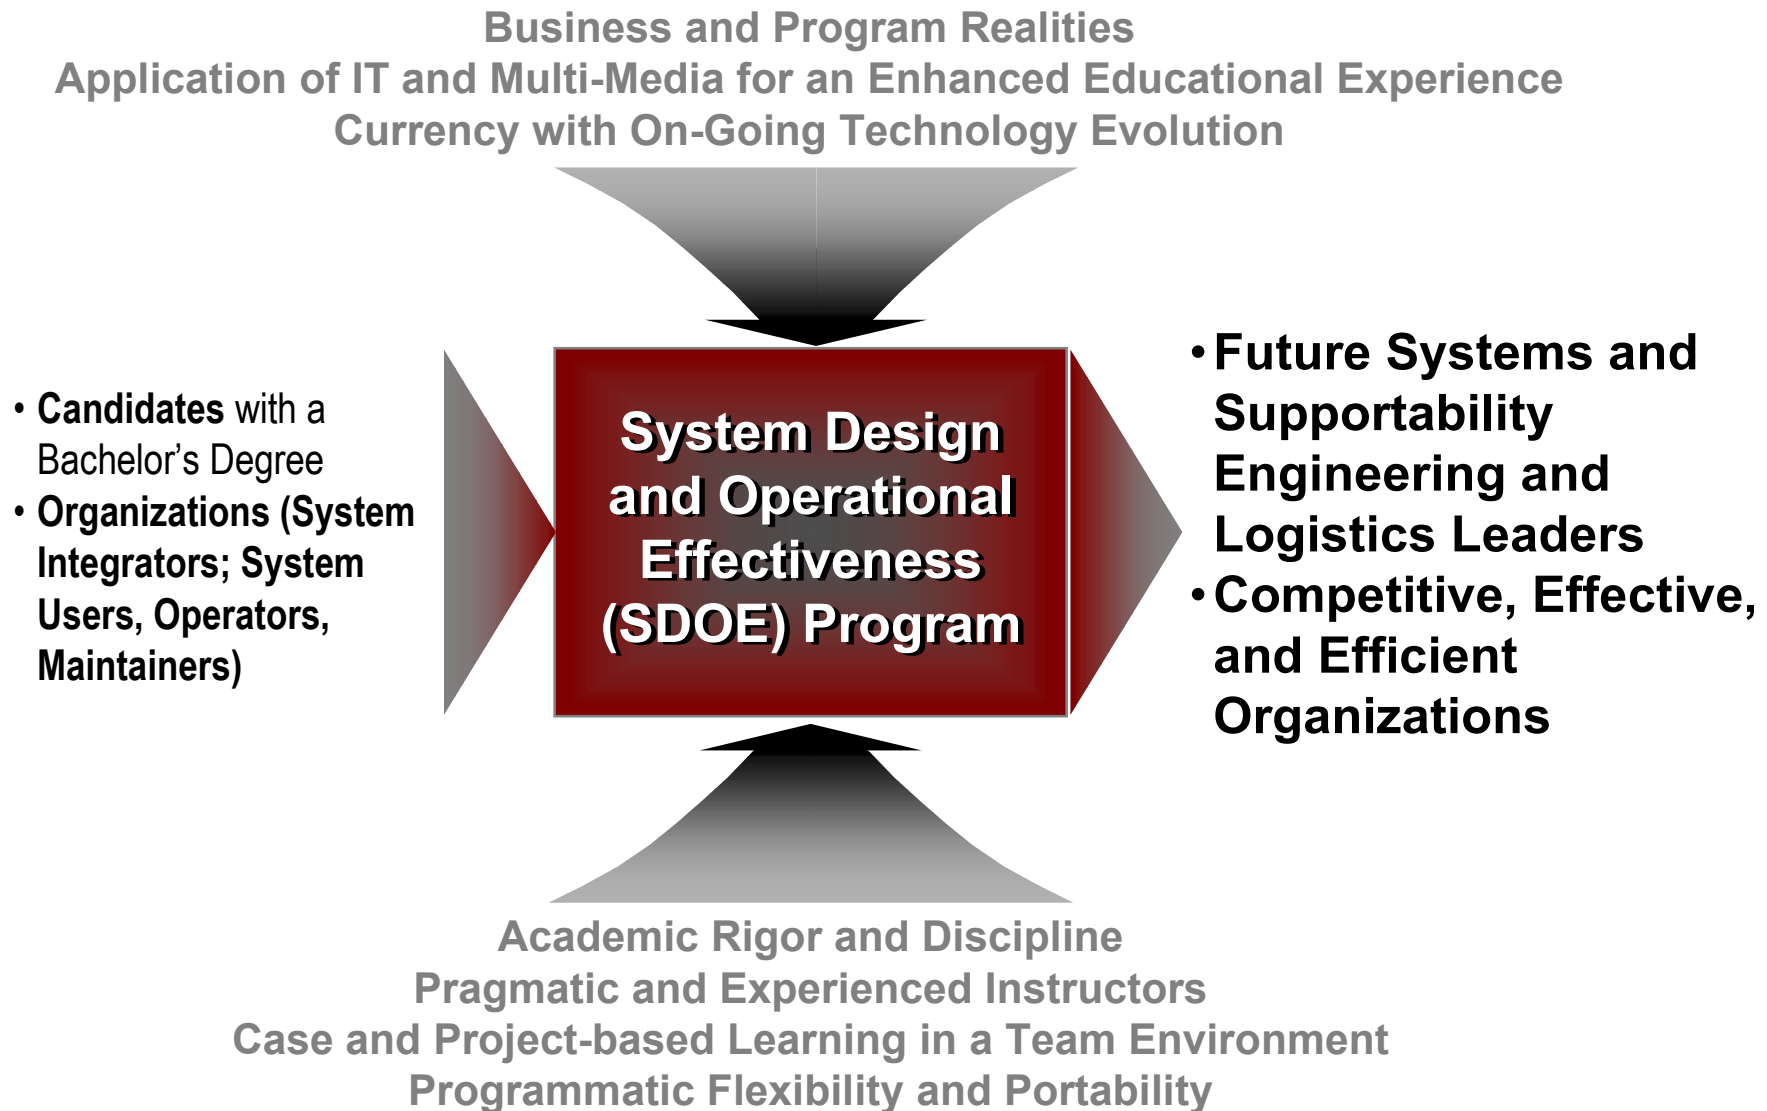 Business and Program Realities
Application of IT and Multi-Media for an Enhanced Educational Experience
Currency with On-Going Technology Evolution
• Candidates with a
Bachelor’s Degree
• Organizations (System
Integrators; System
Users, Operators,
Maintainers)
System Design
and Operational
Effectiveness
(SDOE) Program
•Future Systems and
Supportability
Engineering and
Logistics Leaders
•Competitive, Effective,
and Efficient
Organizations
Academic Rigor and Discipline
Pragmatic and Experienced Instructors
Case and Project-based Learning in a Team Environment
Programmatic Flexibility and Portability